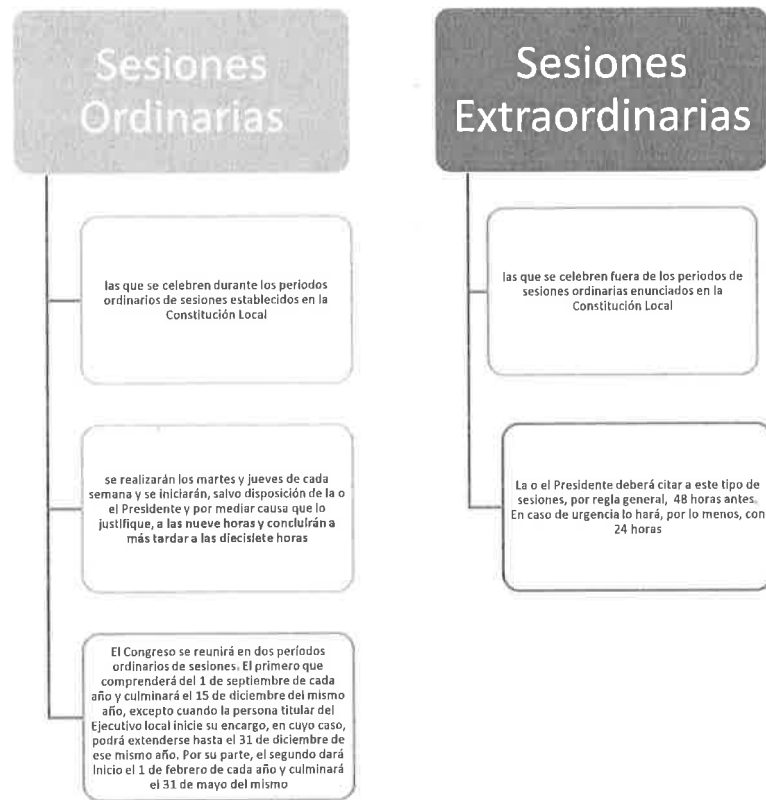 Sesiones
Ordinarias
las que se celebren durante los periodos
ordinarios de sesiones establecidos en la
Constitución Local
se realizarán los martes y jueves de cada
semana y se iniciarán, salvo disposición de la o
el Presidente y por mediar causa que lo
justifique, a las nueve horas y concluirán a
más tardar a las diecisiete horas
El Congreso se reunirá en dos períodos
ordinarios de sesiones. El primero que
comprenderá del 1 de septiembre de cada
año y culminará el 15 de diciembre del mismo
año, excepto cuando la persona titular del
Ejecutivo local inicie su encargo, en cuyo caso,
podrá extenderse hasta el 31 de diciembre de
ese mismo año. Por su parte, el segundo dará
Inicio el 1 de febrero de cada año y culminará
el 31 de mayo del mismo
Sesiones
Extraordinarias
las que se celebren fuera de los periodos de
sesiones ordinarias enunciados en la
Constitución Local
La o el Presidente deberá citar a este tipo de
sesiones, por regla general, 48 horas antes.
En caso de urgencia lo hará, por lo menos, con
24 horas